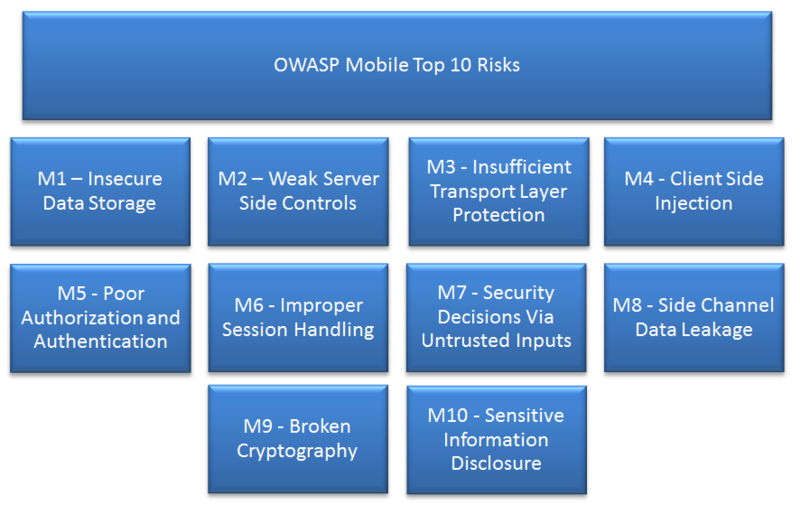 OWASP Mobile Top 10 Risks
M1 – Insecure
Data Storage
M2 – Weak Server
Side Controls
M3 - Insufficient
Transport Layer
Protection
M4 - Client Side
Injection
M5 - Poor
Authorization and
Authentication
M6 - Improper
Session Handling
M7 - Security
Decisions Via
Untrusted Inputs
M8 - Side Channel
Data Leakage
M9 - Broken
Cryptography
M10 - Sensitive
Information
Disclosure